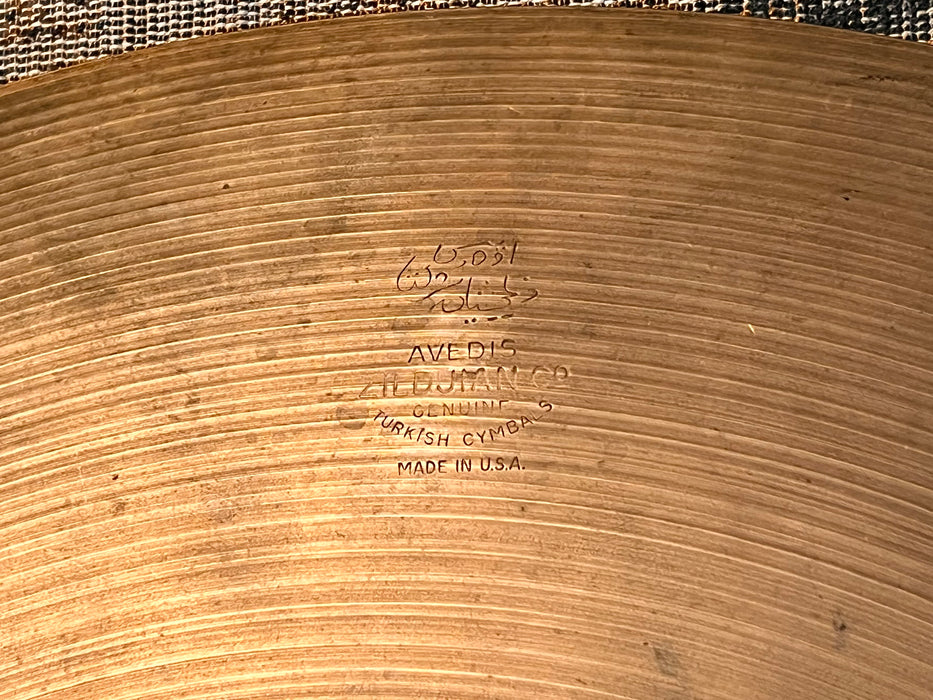 AVEDIS
ZILDJIAN CO
GENUINE
TURKISH CYMBALS
MADE IN U.S.A.